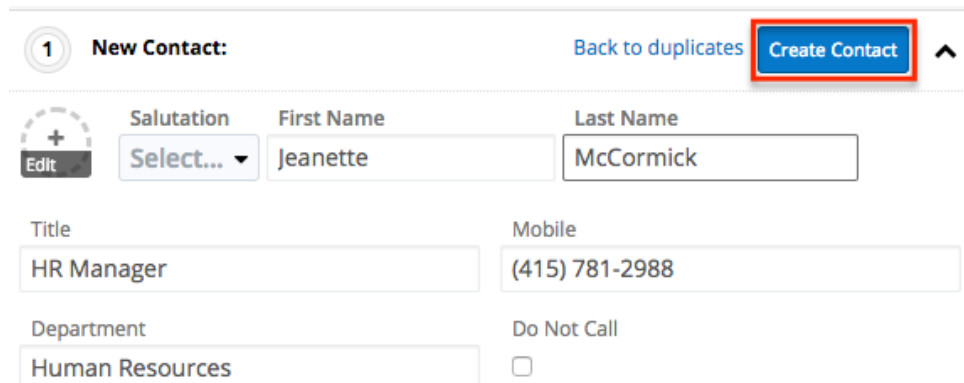 1 New Contact: Back to duplicates Create Contact
Salutation First Name Last Name
+ Edit Select... Jeanette McCormick
Title Mobile
HR Manager (415) 781-2988
Department Do Not Call
Human Resources